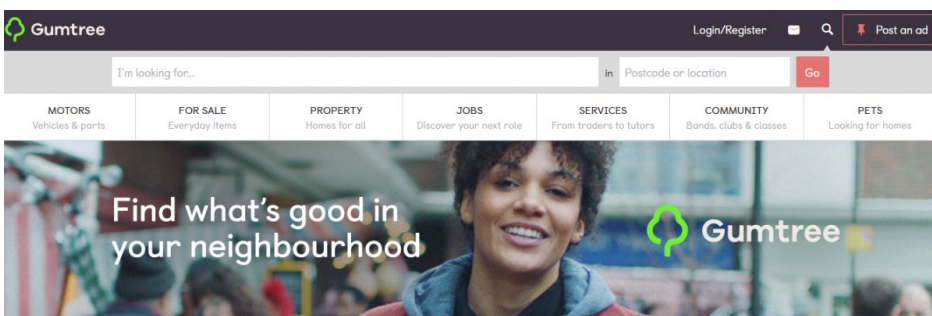 Gumtree
Login/Register
Post an ad
I'm looking for...
in
Postcode or location
Go
MOTORS
Vehicles & parts
FOR SALE
Everyday items
PROPERTY
Homes for all
JOBS
Discover your next role
SERVICES
From traders to tutors
COMMUNITY
Bands, clubs & classes
PETS
Looking for homes
Find what's good in
your neighbourhood
Gumtree